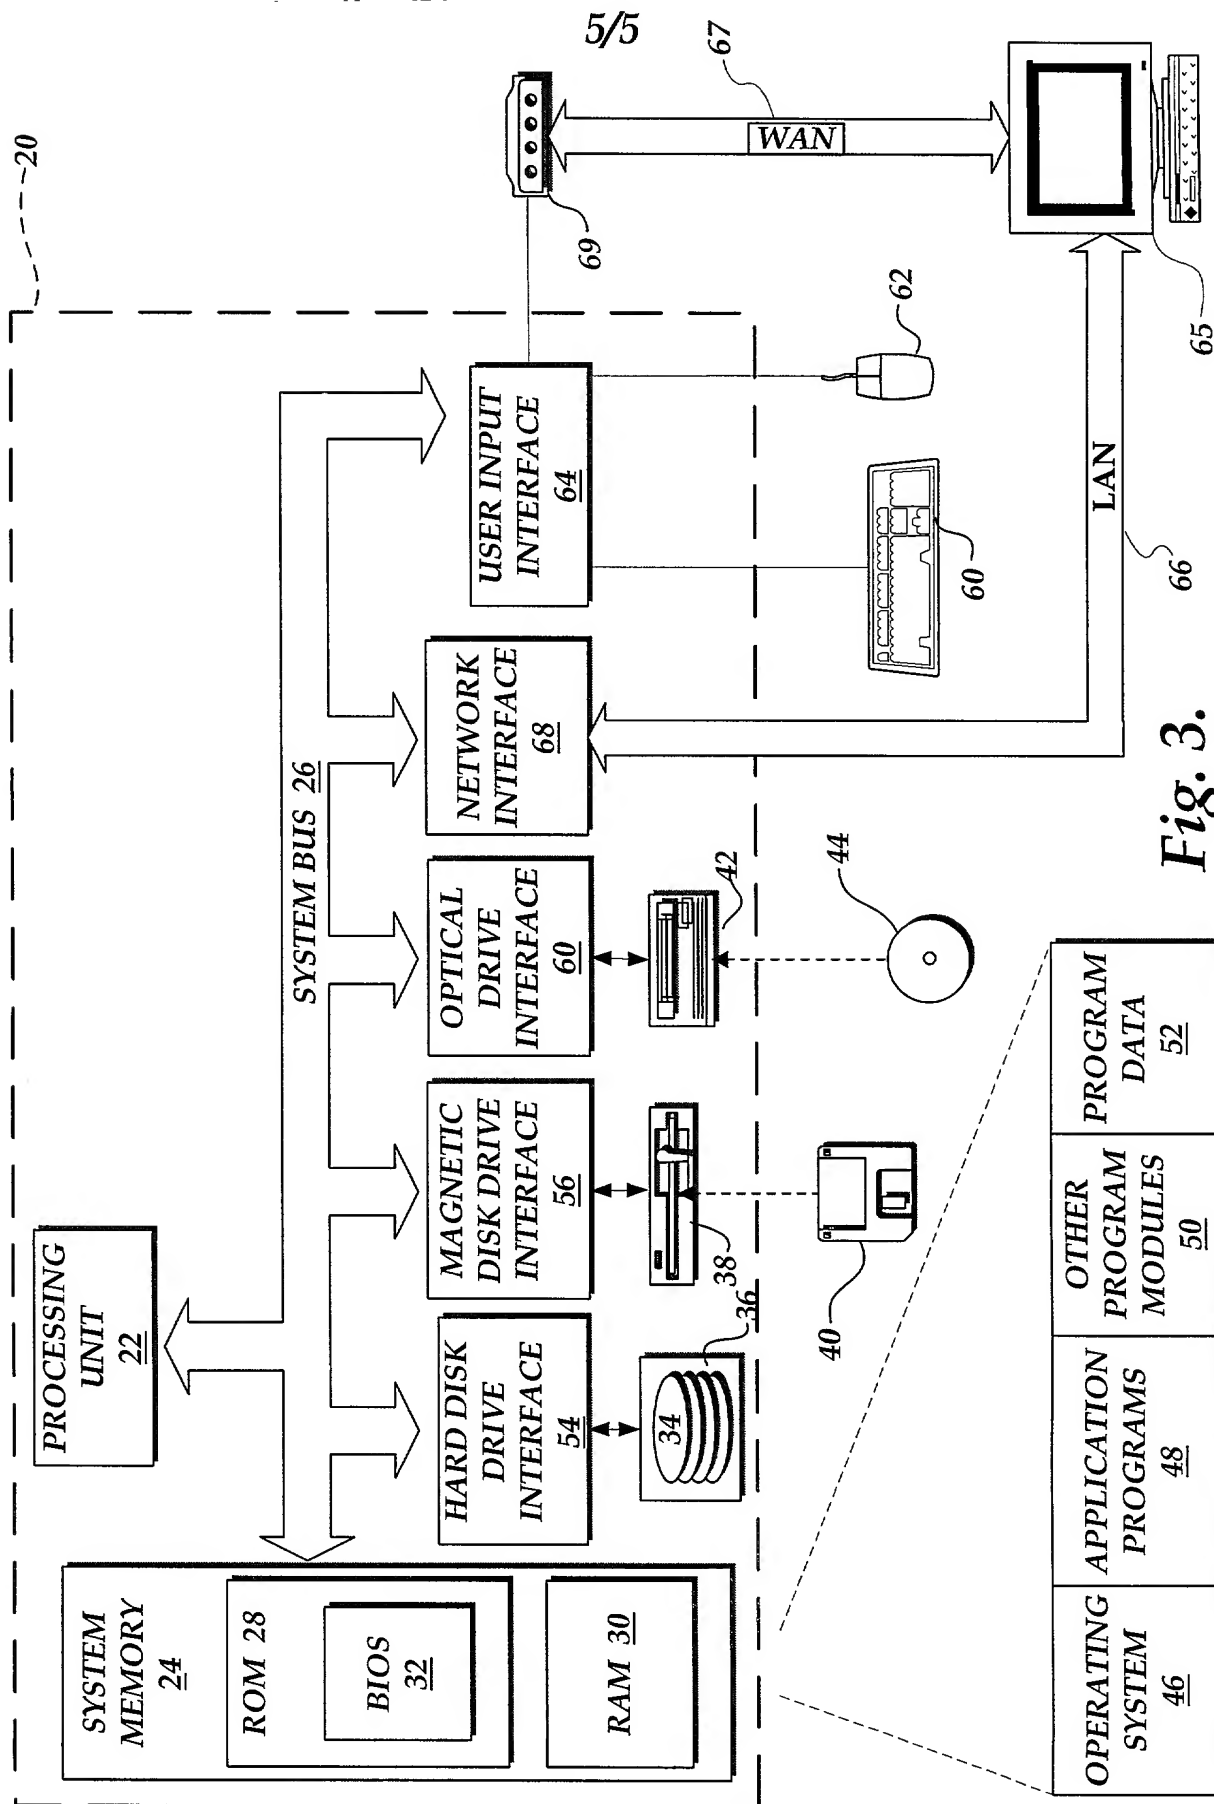 5/5
20
PROCESSING
UNIT
22
SYSTEM
MEMORY
24
ROM 28
BIOS
32
RAM 30
SYSTEM BUS 26
HARD DISK
DRIVE
INTERFACE
54
MAGNETIC
DISK DRIVE
INTERFACE
56
OPTICAL
DRIVE
INTERFACE
60
NETWORK
INTERFACE
68
USER INPUT
INTERFACE
64
34
36
38
42
40
44
60
62
69
WAN
67
LAN
66
65
OPERATING
SYSTEM
46
APPLICATION
PROGRAMS
48
OTHER
PROGRAM
MODULES
50
PROGRAM
DATA
52
Fig. 3.